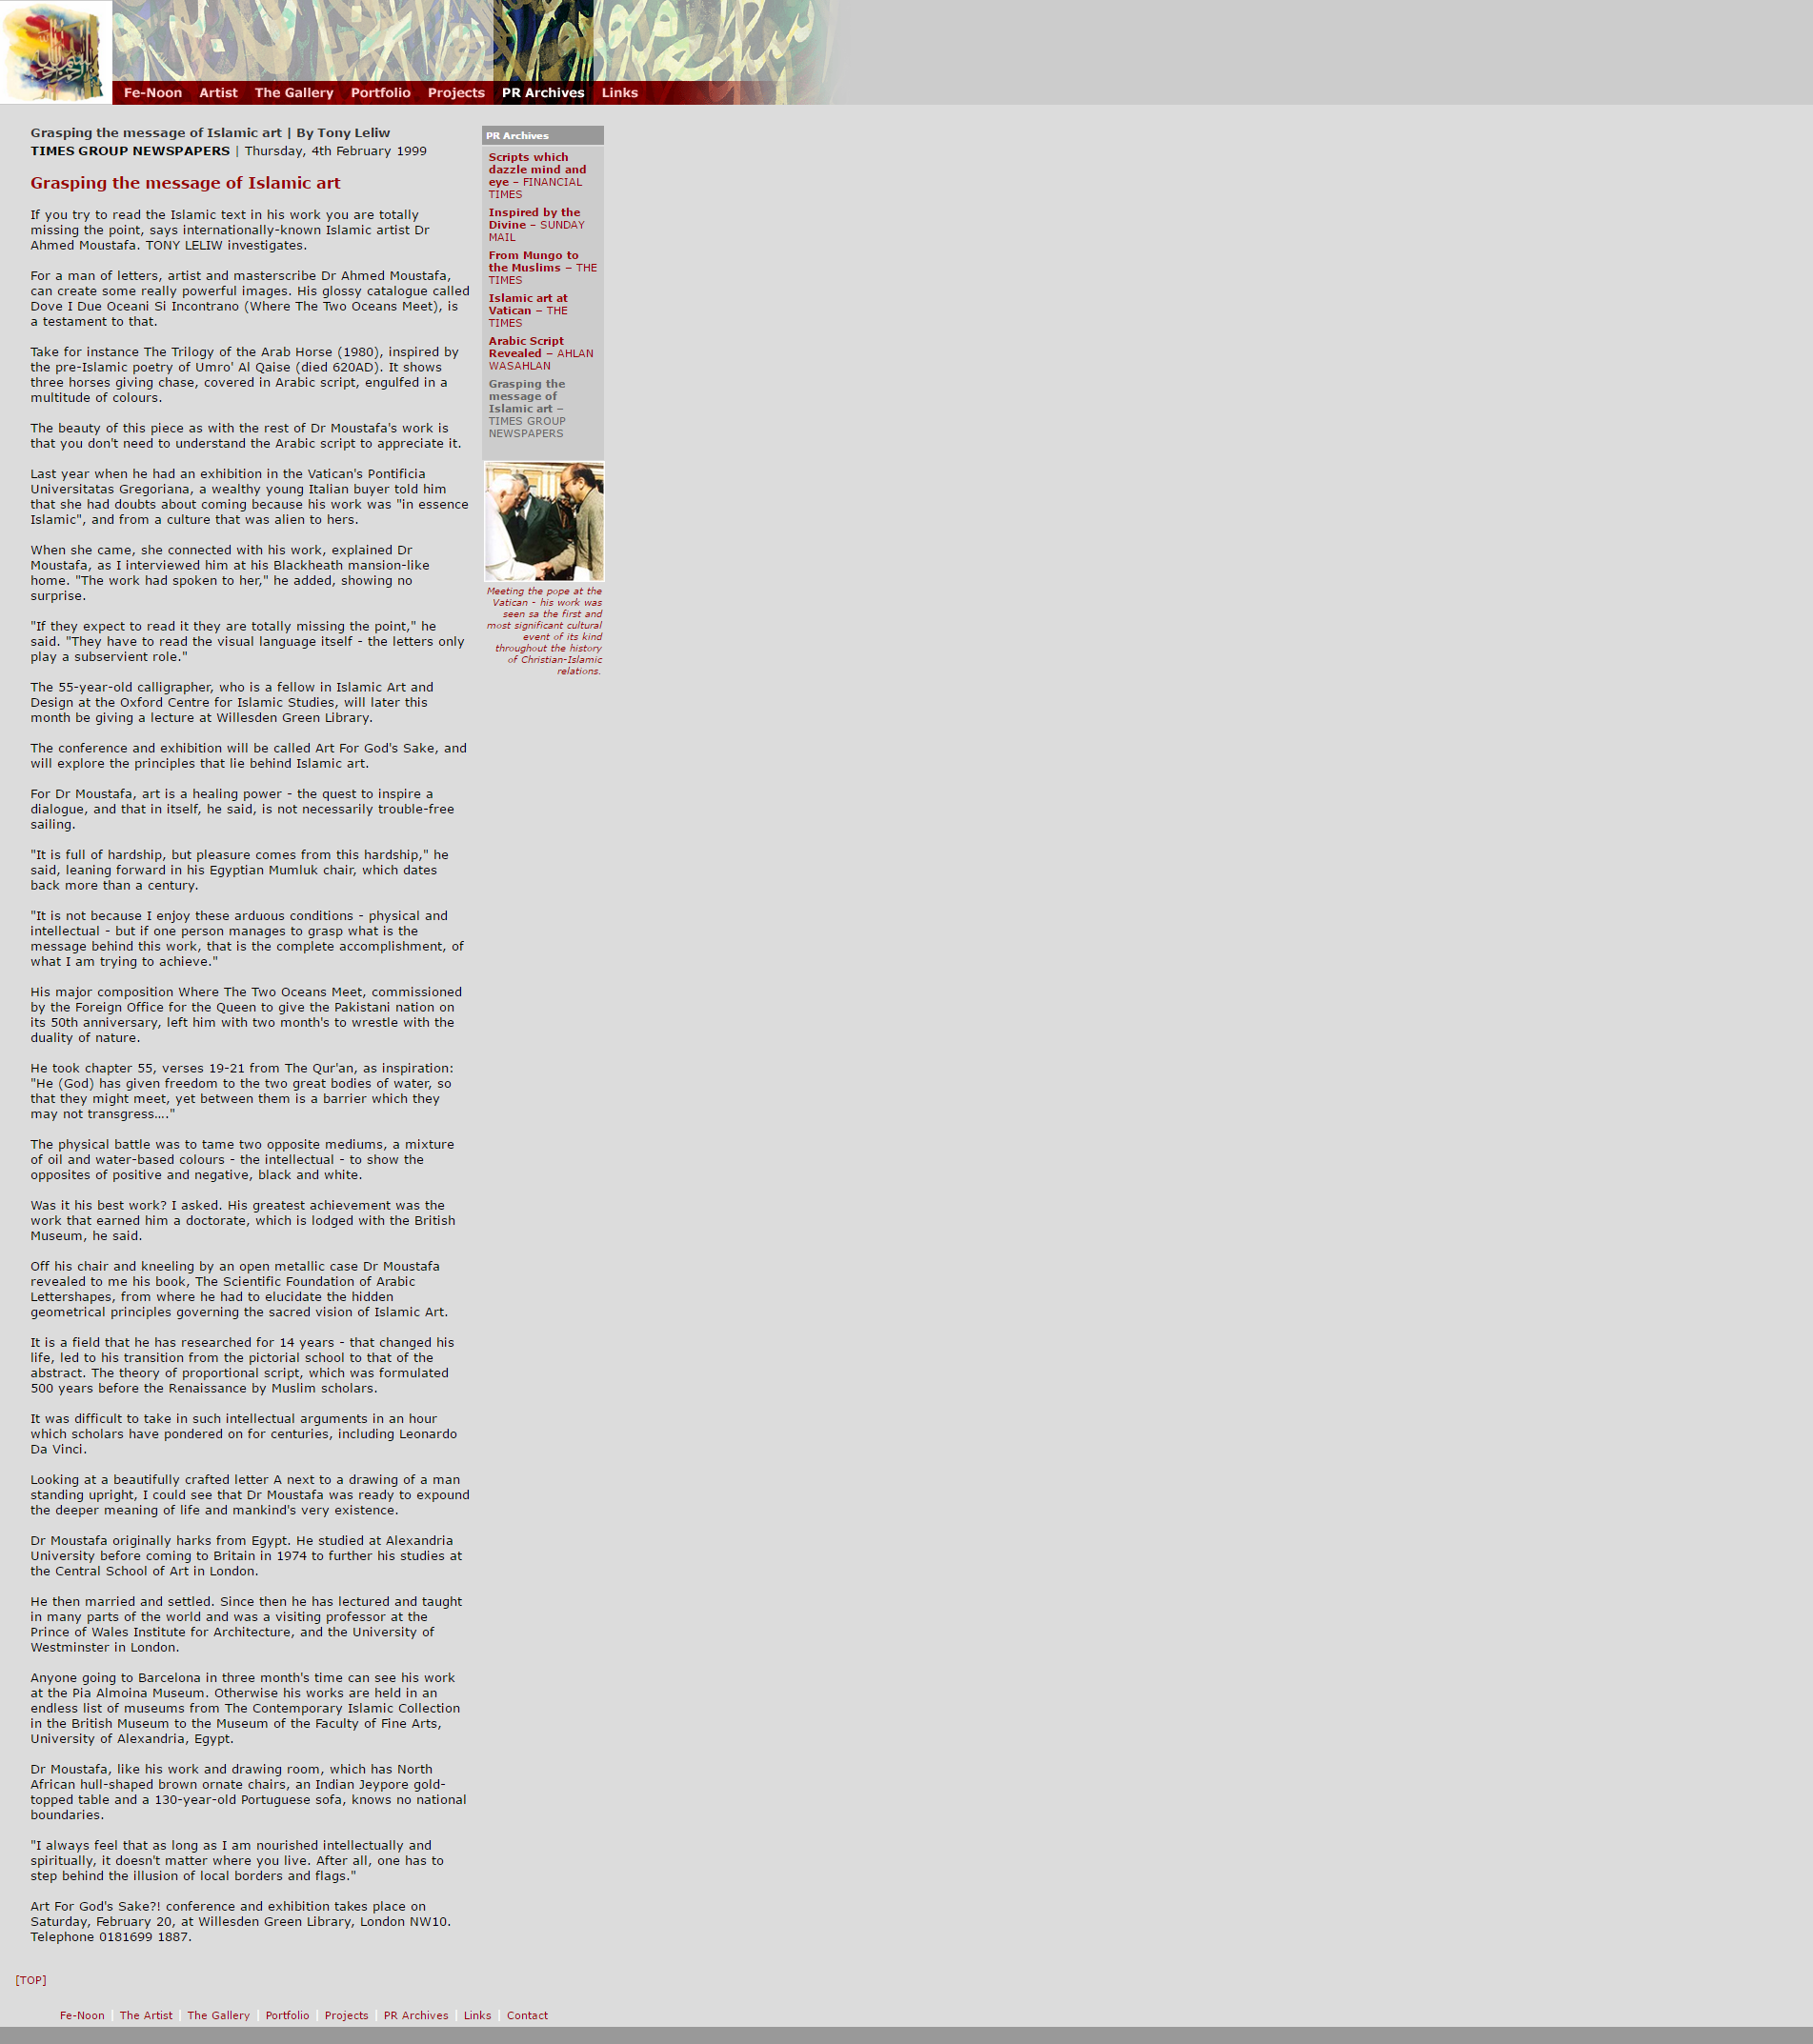 Fe-Noon Artist The Gallery Portfolio Projects PR Archives Links
Grasping the message of Islamic art | By Tony Leliw
TIMES GROUP NEWSPAPERS | Thursday, 4th February 1999
Grasping the message of Islamic art
If you try to read the Islamic text in his work you are totally
missing the point, says internationally-known Islamic artist Dr
Ahmed Moustafa. TONY LELIW investigates.
For a man of letters, artist and masterscribe Dr Ahmed Moustafa,
can create some really powerful images. His glossy catalogue called
Dove I Due Oceani Si Incontrano (Where The Two Oceans Meet), is
a testament to that.
Take for instance The Trilogy of the Arab Horse (1980), inspired by
the pre-Islamic poetry of Umro' Al Qaise (died 620AD). It shows
three horses giving chase, covered in Arabic script, engulfed in a
multitude of colours.
The beauty of this piece as with the rest of Dr Moustafa's work is
that you don't need to understand the Arabic script to appreciate it.
Last year when he had an exhibition in the Vatican's Pontificia
Universitatas Gregoriana, a wealthy young Italian buyer told him
that she had doubts about coming because his work was "in essence
Islamic", and from a culture that was alien to hers.
When she came, she connected with his work, explained Dr
Moustafa, as I interviewed him at his Blackheath mansion-like
home. "The work had spoken to her," he added, showing no
surprise.
"If they expect to read it they are totally missing the point," he
said. "They have to read the visual language itself - the letters only
play a subservient role."
The 55-year-old calligrapher, who is a fellow in Islamic Art and
Design at the Oxford Centre for Islamic Studies, will later this
month be giving a lecture at Willesden Green Library.
The conference and exhibition will be called Art For God's Sake, and
will explore the principles that lie behind Islamic art.
For Dr Moustafa, art is a healing power - the quest to inspire a
dialogue, and that in itself, he said, is not necessarily trouble-free
sailing.
"It is full of hardship, but pleasure comes from this hardship," he
said, leaning forward in his Egyptian Mumluk chair, which dates
back more than a century.
"It is not because I enjoy these arduous conditions - physical and
intellectual - but if one person manages to grasp what is the
message behind this work, that is the complete accomplishment, of
what I am trying to achieve."
His major composition Where The Two Oceans Meet, commissioned
by the Foreign Office for the Queen to give the Pakistani nation on
its 50th anniversary, left him with two month's to wrestle with the
duality of nature.
He took chapter 55, verses 19-21 from The Qur'an, as inspiration:
"He (God) has given freedom to the two great bodies of water, so
that they might meet, yet between them is a barrier which they
may not transgress…."
The physical battle was to tame two opposite mediums, a mixture
of oil and water-based colours - the intellectual - to show the
opposites of positive and negative, black and white.
Was it his best work? I asked. His greatest achievement was the
work that earned him a doctorate, which is lodged with the British
Museum, he said.
Off his chair and kneeling by an open metallic case Dr Moustafa
revealed to me his book, The Scientific Foundation of Arabic
Lettershapes, from where he had to elucidate the hidden
geometrical principles governing the sacred vision of Islamic Art.
It is a field that he has researched for 14 years - that changed his
life, led to his transition from the pictorial school to that of the
abstract. The theory of proportional script, which was formulated
500 years before the Renaissance by Muslim scholars.
It was difficult to take in such intellectual arguments in an hour
which scholars have pondered on for centuries, including Leonardo
Da Vinci.
Looking at a beautifully crafted letter A next to a drawing of a man
standing upright, I could see that Dr Moustafa was ready to expound
the deeper meaning of life and mankind's very existence.
Dr Moustafa originally harks from Egypt. He studied at Alexandria
University before coming to Britain in 1974 to further his studies at
the Central School of Art in London.
He then married and settled. Since then he has lectured and taught
in many parts of the world and was a visiting professor at the
Prince of Wales Institute for Architecture, and the University of
Westminster in London.
Anyone going to Barcelona in three month's time can see his work
at the Pia Almoina Museum. Otherwise his works are held in an
endless list of museums from The Contemporary Islamic Collection
in the British Museum to the Museum of the Faculty of Fine Arts,
University of Alexandria, Egypt.
Dr Moustafa, like his work and drawing room, which has North
African hull-shaped brown ornate chairs, an Indian Jeypore gold-
topped table and a 130-year-old Portuguese sofa, knows no national
boundaries.
"I always feel that as long as I am nourished intellectually and
spiritually, it doesn't matter where you live. After all, one has to
step behind the illusion of local borders and flags."
Art For God's Sake?! conference and exhibition takes place on
Saturday, February 20, at Willesden Green Library, London NW10.
Telephone 0181699 1887.
PR Archives
Scripts which
dazzle mind and
eye – FINANCIAL
TIMES
Inspired by the
Divine – SUNDAY
MAIL
From Mungo to
the Muslims – THE
TIMES
Islamic art at
Vatican – THE
TIMES
Arabic Script
Revealed – AHLAN
WASAHLAN
Grasping the
message of
Islamic art –
TIMES GROUP
NEWSPAPERS
Meeting the pope at the
Vatican - his work was
seen sa the first and
most significant cultural
event of its kind
throughout the history
of Christian-Islamic
relations.
[TOP]
Fe-Noon | The Artist | The Gallery | Portfolio | Projects | PR Archives | Links | Contact